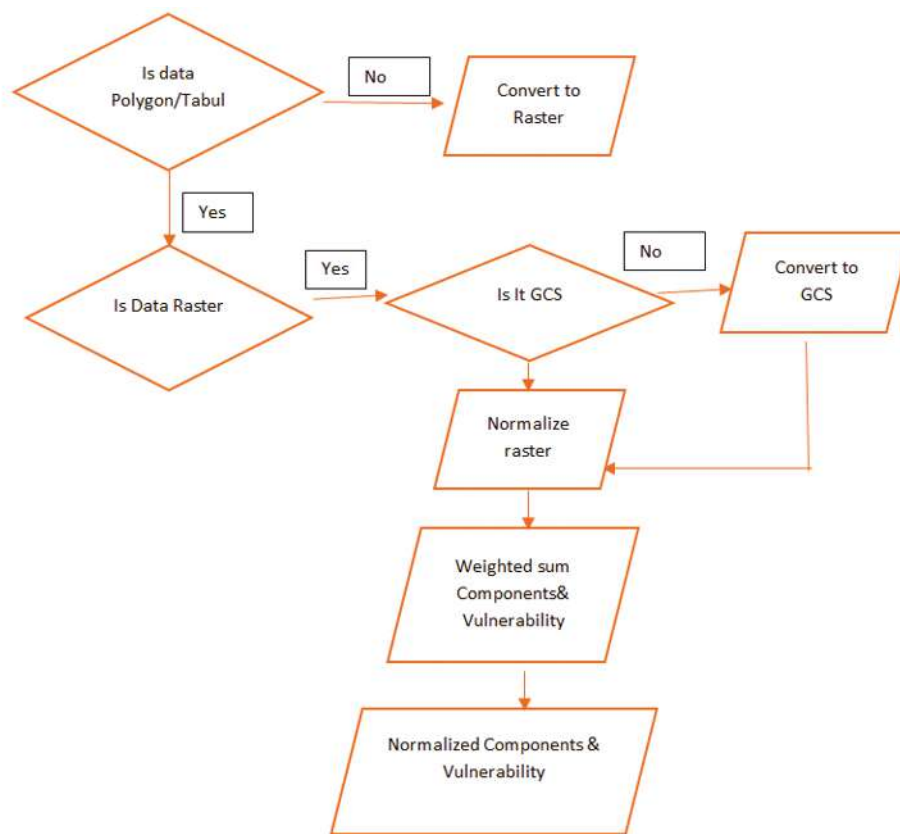 Is data
Polygon/Tabul
No
Convert to
Raster
Yes
Is Data Raster
Yes
Is It GCS
No
Convert to
GCS
Normalize
raster
Weighted sum
Components&
Vulnerability
Normalized Components &
Vulnerability